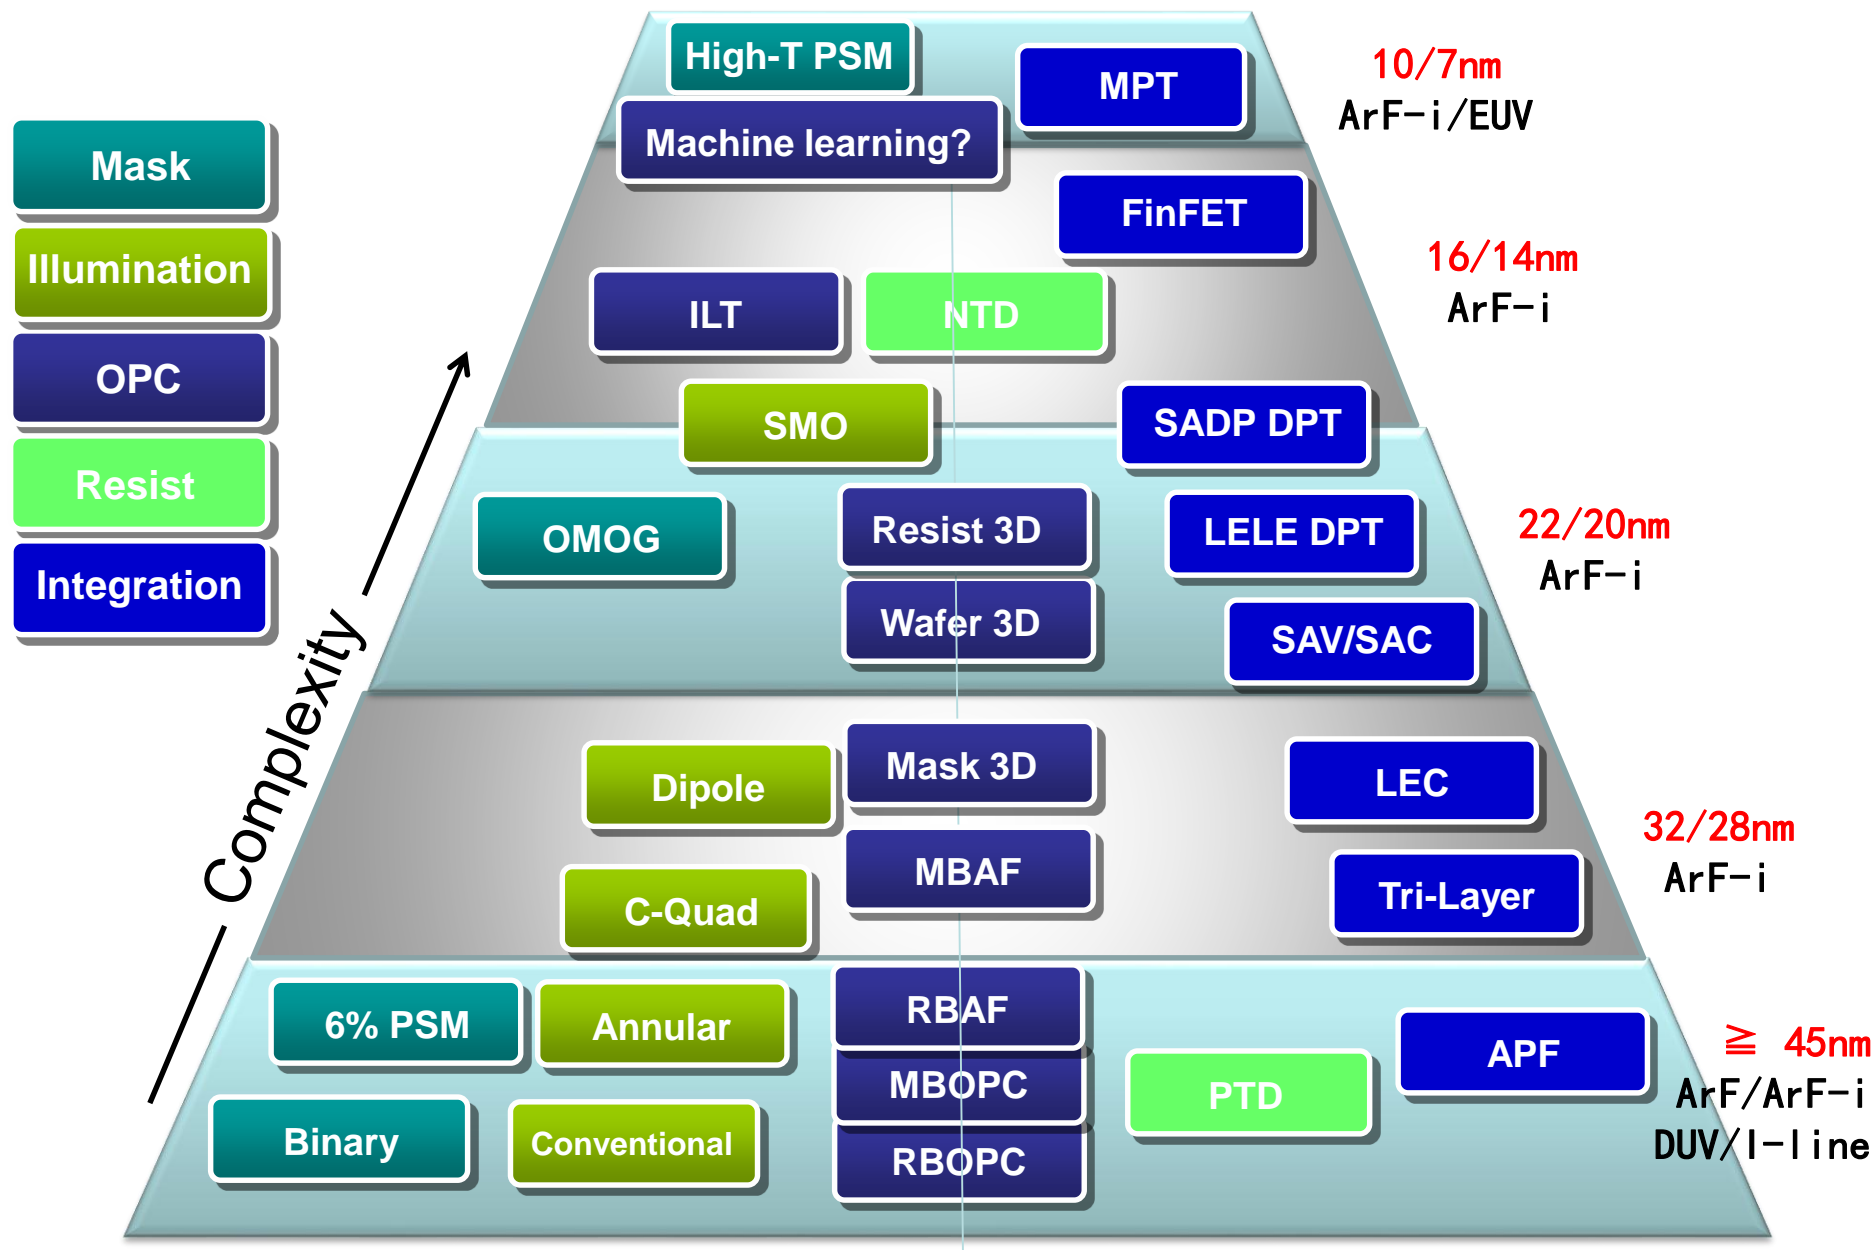 Mask
Illumination
OPC
Resist
Integration
Complexity
High-T PSM
MPT
Machine learning?
10/7nm
ArF-i/EUV
FinFET
ILT
NTD
16/14nm
ArF-i
SMO
SADP DPT
OMOG
Resist 3D
LELE DPT
Wafer 3D
SAV/SAC
22/20nm
ArF-i
Dipole
Mask 3D
LEC
C-Quad
MBAF
Tri-Layer
32/28nm
ArF-i
6% PSM
Annular
RBAF
APF
MBOPC
PTD
Binary
Conventional
RBOPC
≧ 45nm
ArF/ArF-i
DUV/I-line